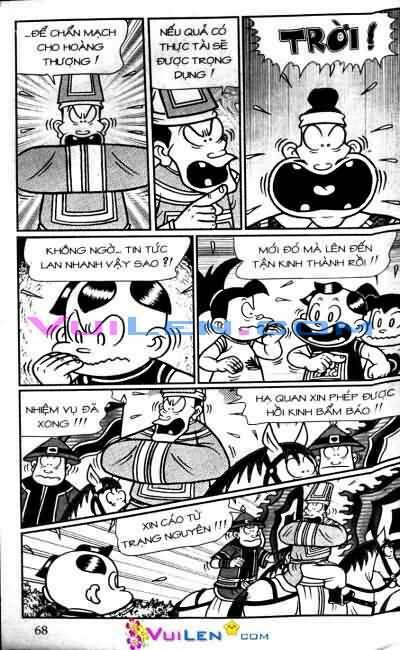 ...ĐỂ CHẨN MẠCH
CHO HOÀNG
THƯỢNG!
NẾU QUẢ CÓ
THỰC TÀI SẼ
ĐƯỢC TRỌNG
DỤNG!
TRỜI!
KHÔNG NGỜ... TIN TỨC
LAN NHANH VẬY SAO?!
MỚI ĐÓ MÀ LÊN ĐẾN
TẬN KINH THÀNH RỒI!!
VUILEN.COM
NHIỆM VỤ ĐÃ
XONG!!!
HẠ QUAN XIN PHÉP ĐƯỢC
HỒI KINH BẨM BÁO!!
XIN CÁO TỪ
TRẠNG NGUYÊN!!!
68
VUILEN COM